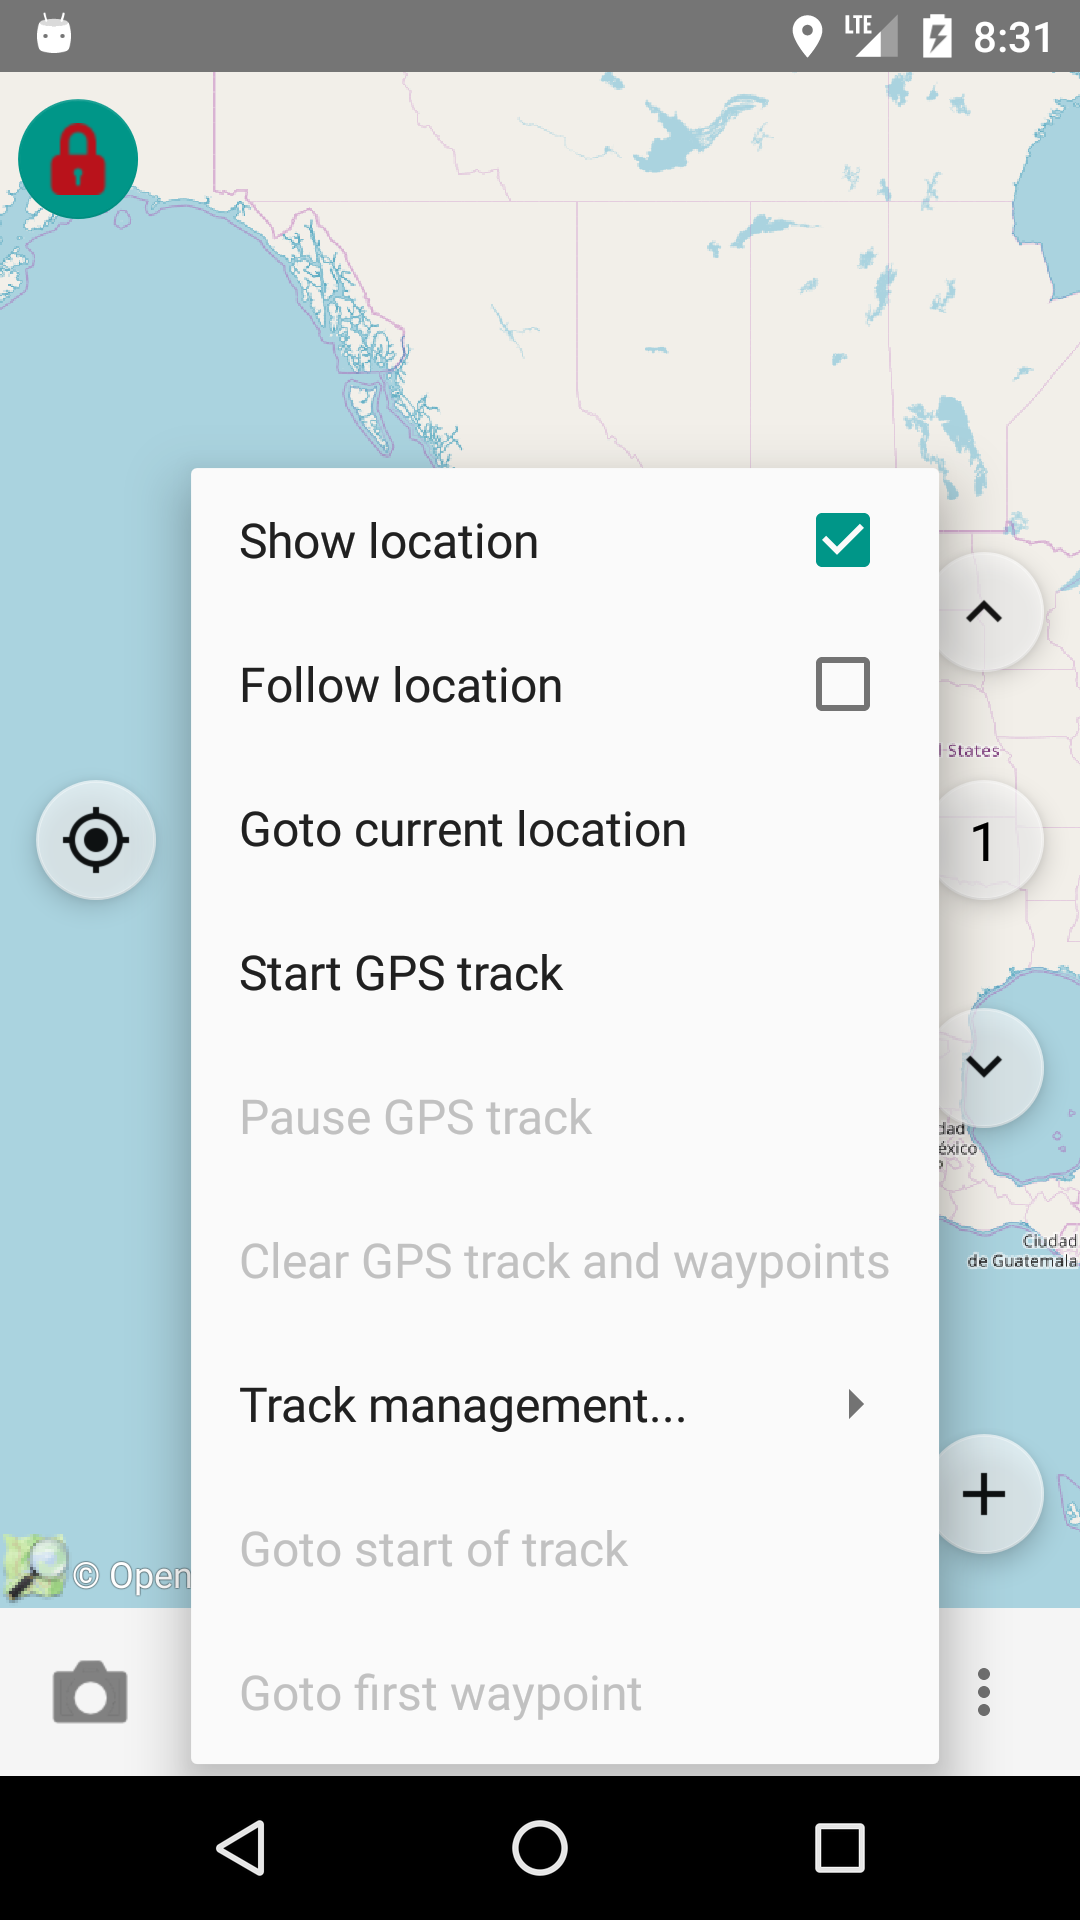 LTE 8:31
Show location
Follow location
Goto current location
Start GPS track
Pause GPS track
Clear GPS track and waypoints
Track management...
Goto start of track
Goto first waypoint
States
1
dad
éxico
Ciudad
de Guatemala
© Open